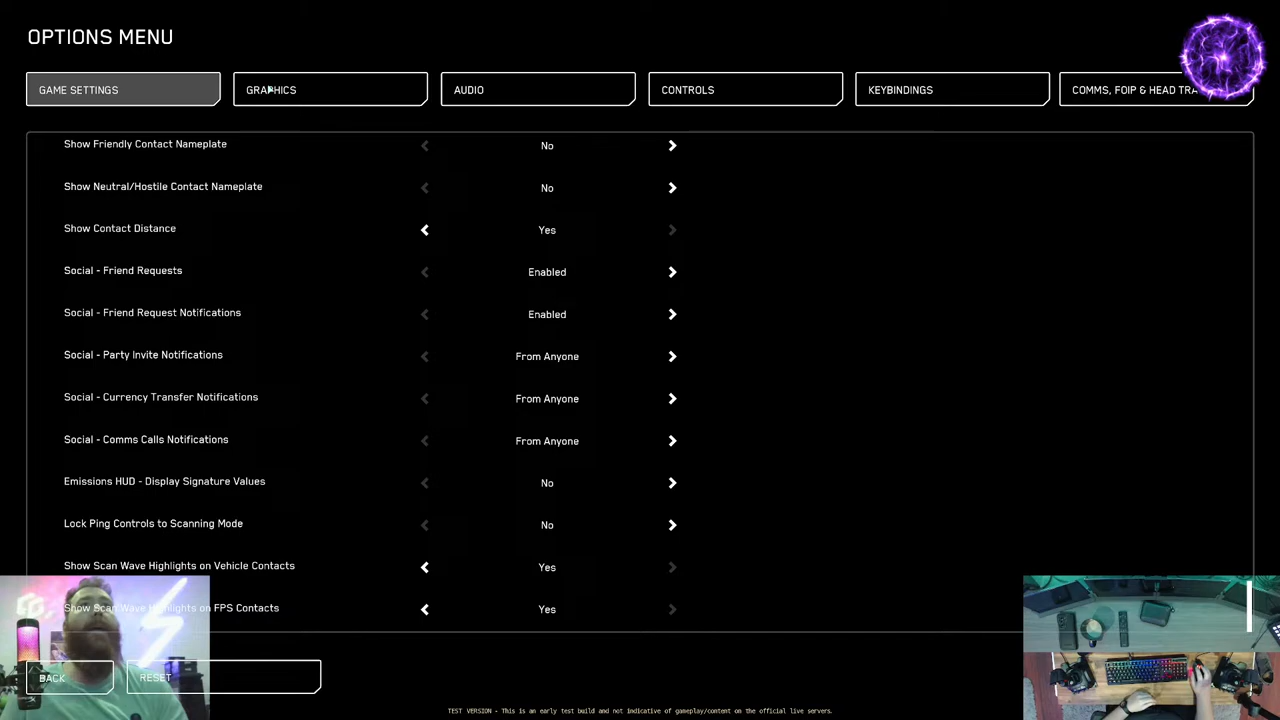 OPTIONS MENU
GAME SETTINGS
GRAPHICS
AUDIO
CONTROLS
KEYBINDINGS
COMMS, FOIP & HEAD TRA
Show Friendly Contact Nameplate
No
Show Neutral/Hostile Contact Nameplate
No
Show Contact Distance
Yes
Social - Friend Requests
Enabled
Social - Friend Request Notifications
Enabled
Social - Party Invite Notifications
From Anyone
Social - Currency Transfer Notifications
From Anyone
Social - Comms Calls Notifications
From Anyone
Emissions HUD - Display Signature Values
No
Lock Ping Controls to Scanning Mode
No
Show Scan Wave Highlights on Vehicle Contacts
Yes
Show Scan Wave Highlights on FPS Contacts
Yes
BACK
RESET
TEST VERSION - This is an early test build and not indicative of gameplay/content on the official live servers.